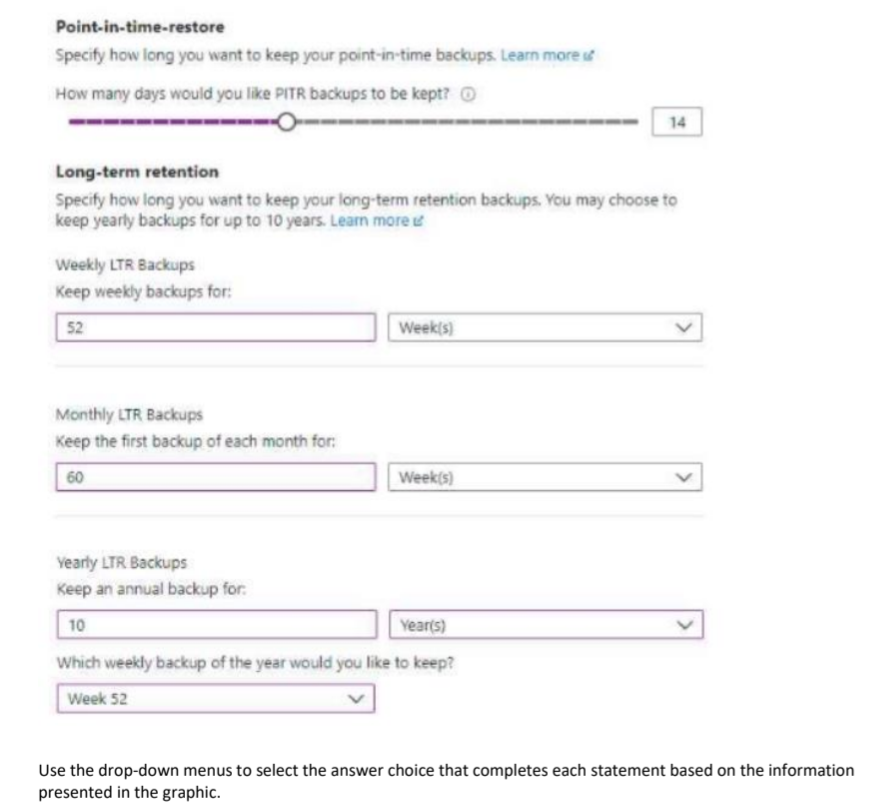 Point-in-time-restore
Specify how long you want to keep your point-in-time backups. Learn more
How many days would you like PITR backups to be kept?
14
Long-term retention
Specify how long you want to keep your long-term retention backups. You may choose to
keep yearly backups for up to 10 years. Learn more
Weekly LTR Backups
Keep weekly backups for:
52 Week(s)
Monthly LTR Backups
Keep the first backup of each month for:
60 Week(s)
Yearly LTR Backups
Keep an annual backup for:
10 Year(s)
Which weekly backup of the year would you like to keep?
Week 52
Use the drop-down menus to select the answer choice that completes each statement based on the information
presented in the graphic.